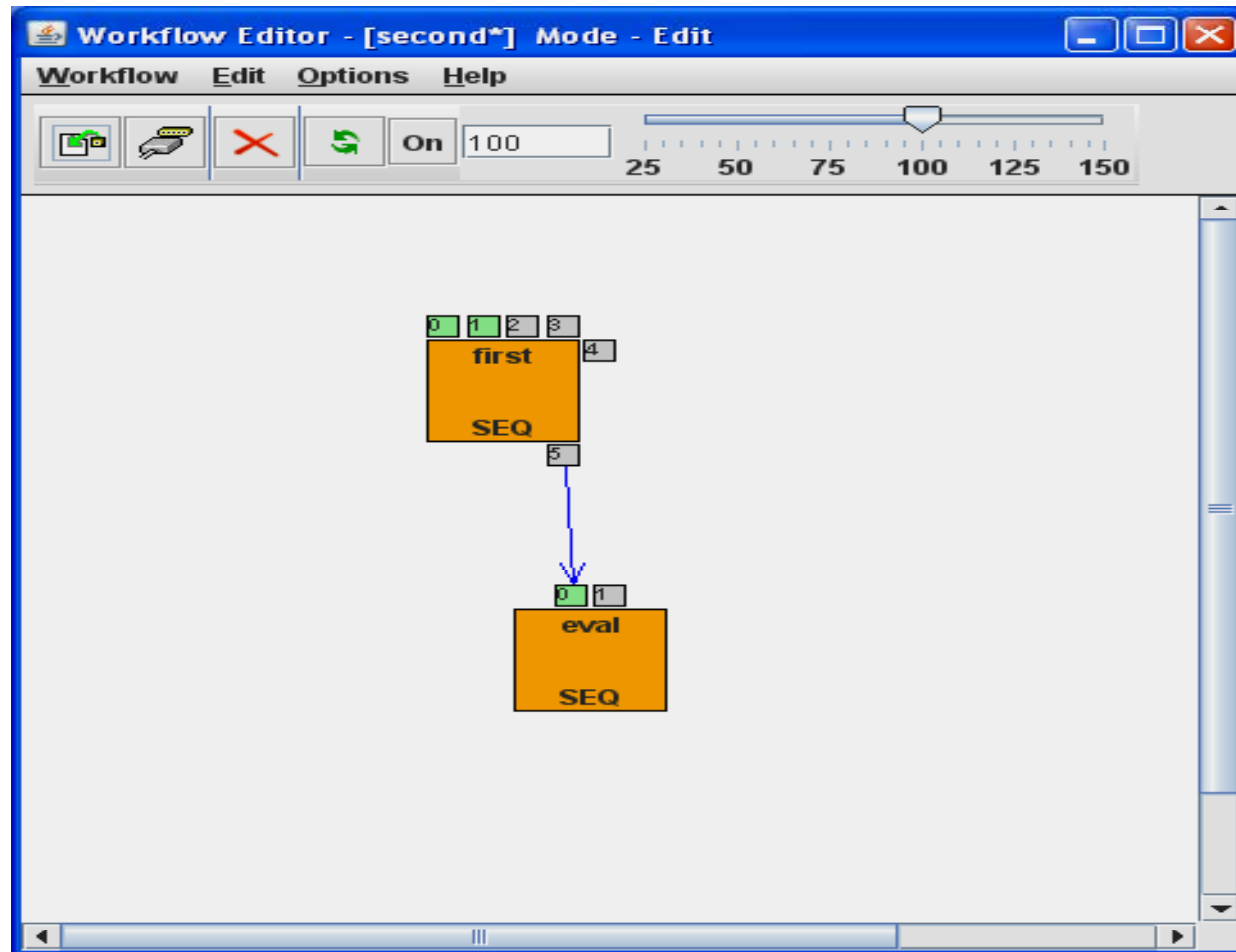 Workflow Editor - [second*] Mode - Edit
Workflow Edit Options Help
On 100
25 50 75 100 125 150
0 1 2 3
first 4
SEQ
5
0 1
eval
SEQ